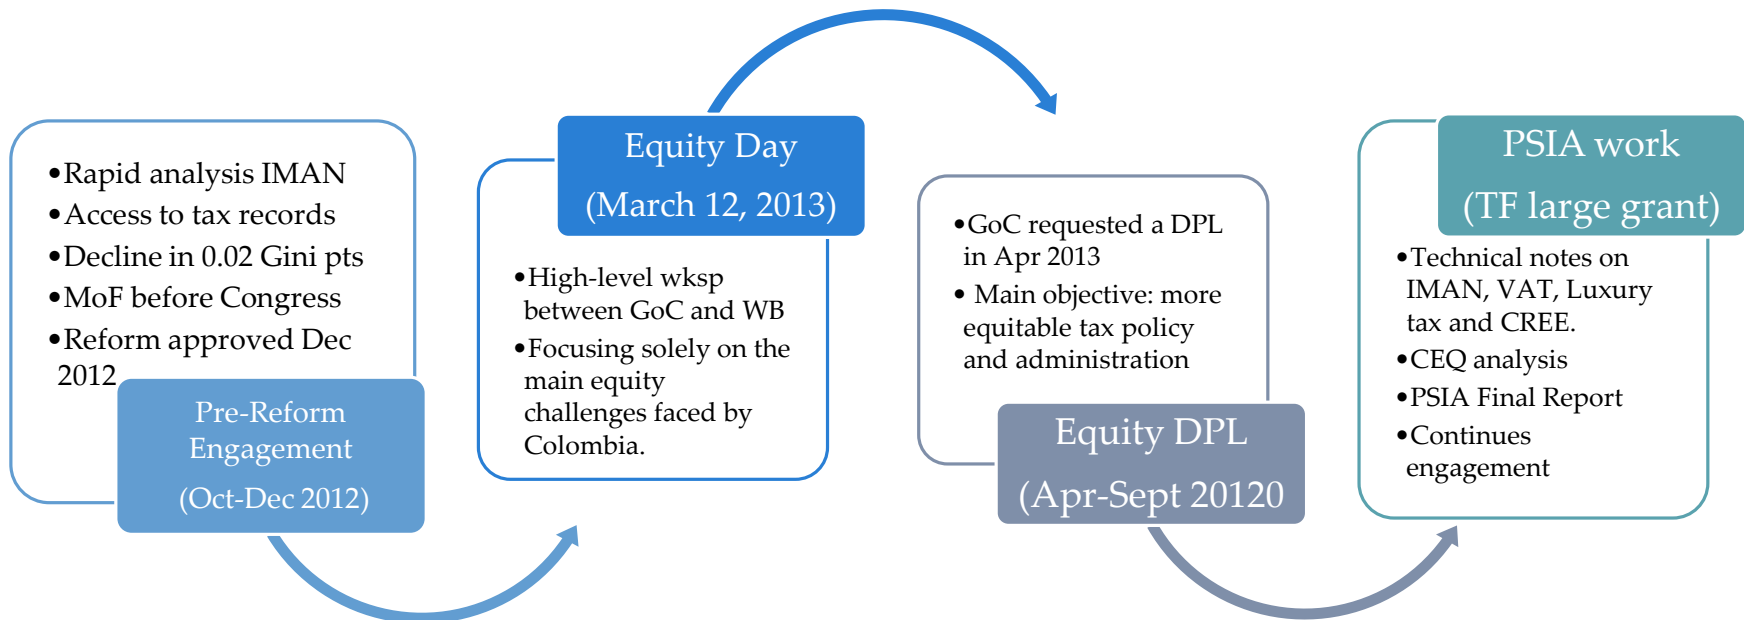 •Rapid analysis IMAN
•Access to tax records
•Decline in 0.02 Gini pts
•MoF before Congress
•Reform approved Dec
2012
Pre-Reform
Engagement
(Oct-Dec 2012)
Equity Day
(March 12, 2013)
•High-level wksp
between GoC and WB
•Focusing solely on the
main equity
challenges faced by
Colombia.
•GoC requested a DPL
in Apr 2013
• Main objective: more
equitable tax policy
and administration
Equity DPL
(Apr-Sept 20120
PSIA work
(TF large grant)
•Technical notes on
IMAN, VAT, Luxury
tax and CREE.
•CEQ analysis
•PSIA Final Report
•Continues
engagement